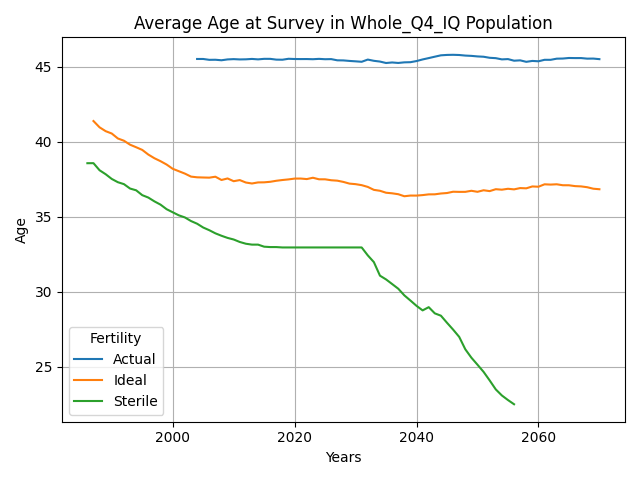 Average Age at Survey in Whole_Q4_IQ Population
45
40
35
30
25
Age
Fertility
Actual
Ideal
Sterile
2000
2020
2040
2060
Years